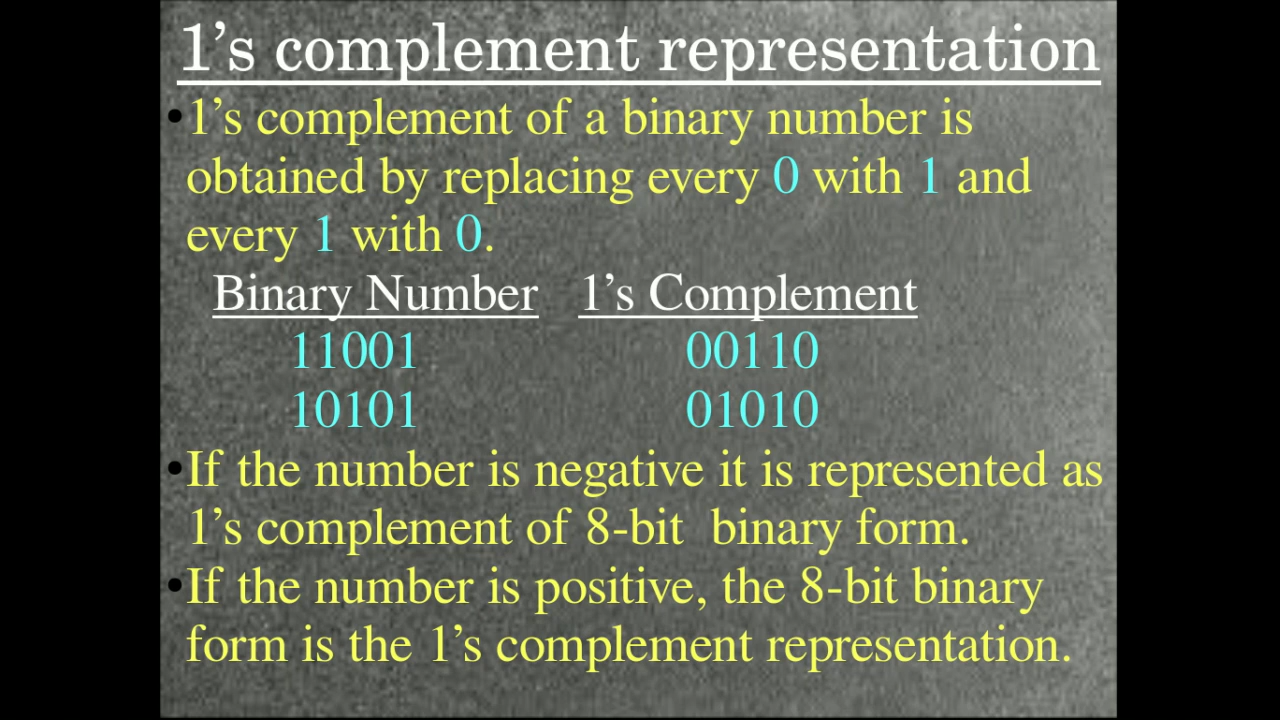 1’s complement representation
•1’s complement of a binary number is
obtained by replacing every 0 with 1 and
every 1 with 0.
Binary Number 1’s Complement
11001 00110
10101 01010
•If the number is negative it is represented as
1’s complement of 8-bit binary form.
•If the number is positive, the 8-bit binary
form is the 1’s complement representation.